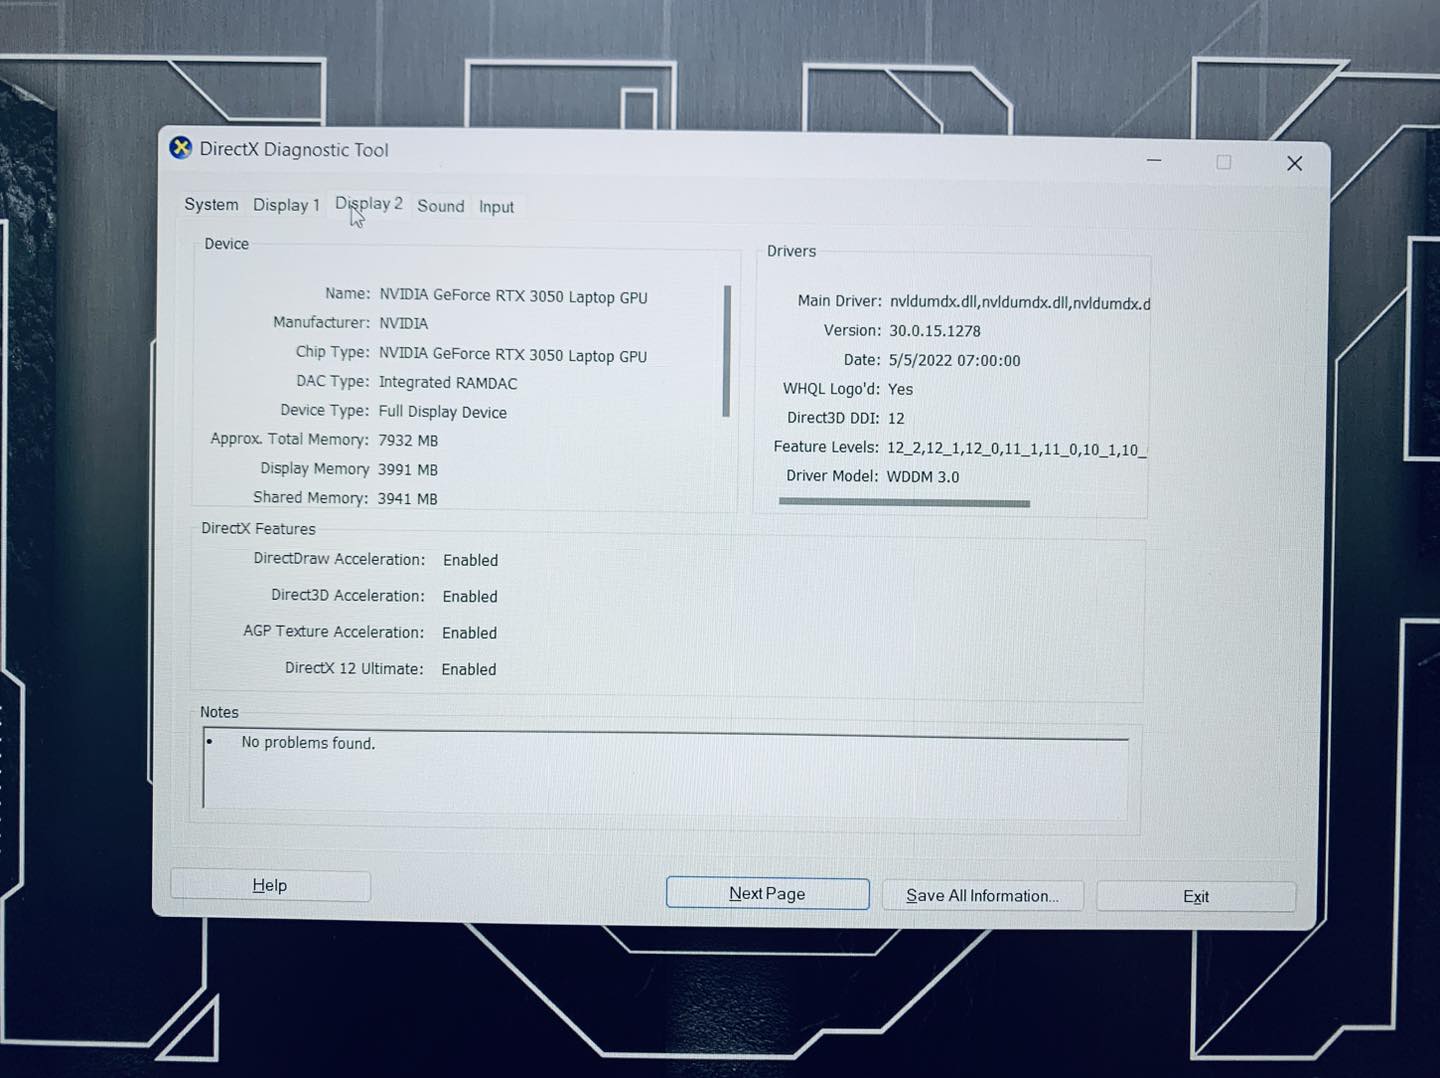 DirectX Diagnostic Tool
System Display 1 Display 2 Sound Input
Device
Name: NVIDIA GeForce RTX 3050 Laptop GPU
Manufacturer: NVIDIA
Chip Type: NVIDIA GeForce RTX 3050 Laptop GPU
DAC Type: Integrated RAMDAC
Device Type: Full Display Device
Approx. Total Memory: 7932 MB
Display Memory 3991 MB
Shared Memory: 3941 MB
Drivers
Main Driver: nvldumdx.dll,nvldumdx.dll,nvldumdx.d
Version: 30.0.15.1278
Date: 5/5/2022 07:00:00
WHQL Logo'd: Yes
Direct3D DDI: 12
Feature Levels: 12_2,12_1,12_0,11_1,11_0,10_1,10_
Driver Model: WDDM 3.0
DirectX Features
DirectDraw Acceleration: Enabled
Direct3D Acceleration: Enabled
AGP Texture Acceleration: Enabled
DirectX 12 Ultimate: Enabled
Notes
• No problems found.
Help Next Page Save All Information... Exit